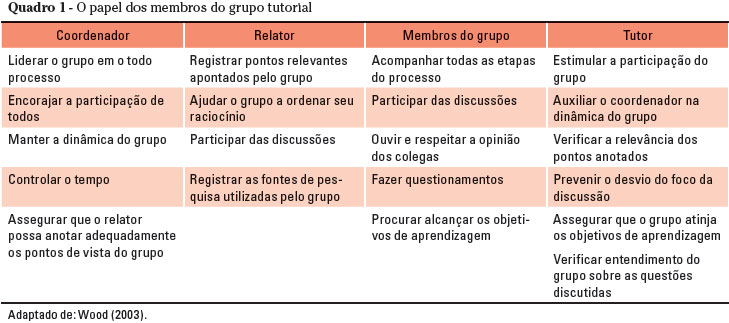 Quadro 1 - O papel dos membros do grupo tutorial
Coordenador Relator Membros do grupo Tutor
Liderar o grupo em o todo
processo
Registrar pontos relevantes
apontados pelo grupo
Acompanhar todas as etapas
do processo
Estimular a participação do
grupo
Encorajar a participação de
todos
Ajudar o grupo a ordenar seu
raciocínio
Participar das discussões
Auxiliar o coordenador na
dinâmica do grupo
Manter a dinâmica do grupo
Participar das discussões
Ouvir e respeitar a opinião
dos colegas
Verificar a relevância dos
pontos anotados
Controlar o tempo
Registrar as fontes de pes-
quisa utilizadas pelo grupo
Fazer questionamentos
Prevenir o desvio do foco da
discussão
Assegurar que o relator
possa anotar adequadamente
os pontos de vista do grupo
Procurar alcançar os objeti-
vos de aprendizagem
Assegurar que o grupo atinja
os objetivos de aprendizagem
Verificar entendimento do
grupo sobre as questões
discutidas
Adaptado de: Wood (2003).